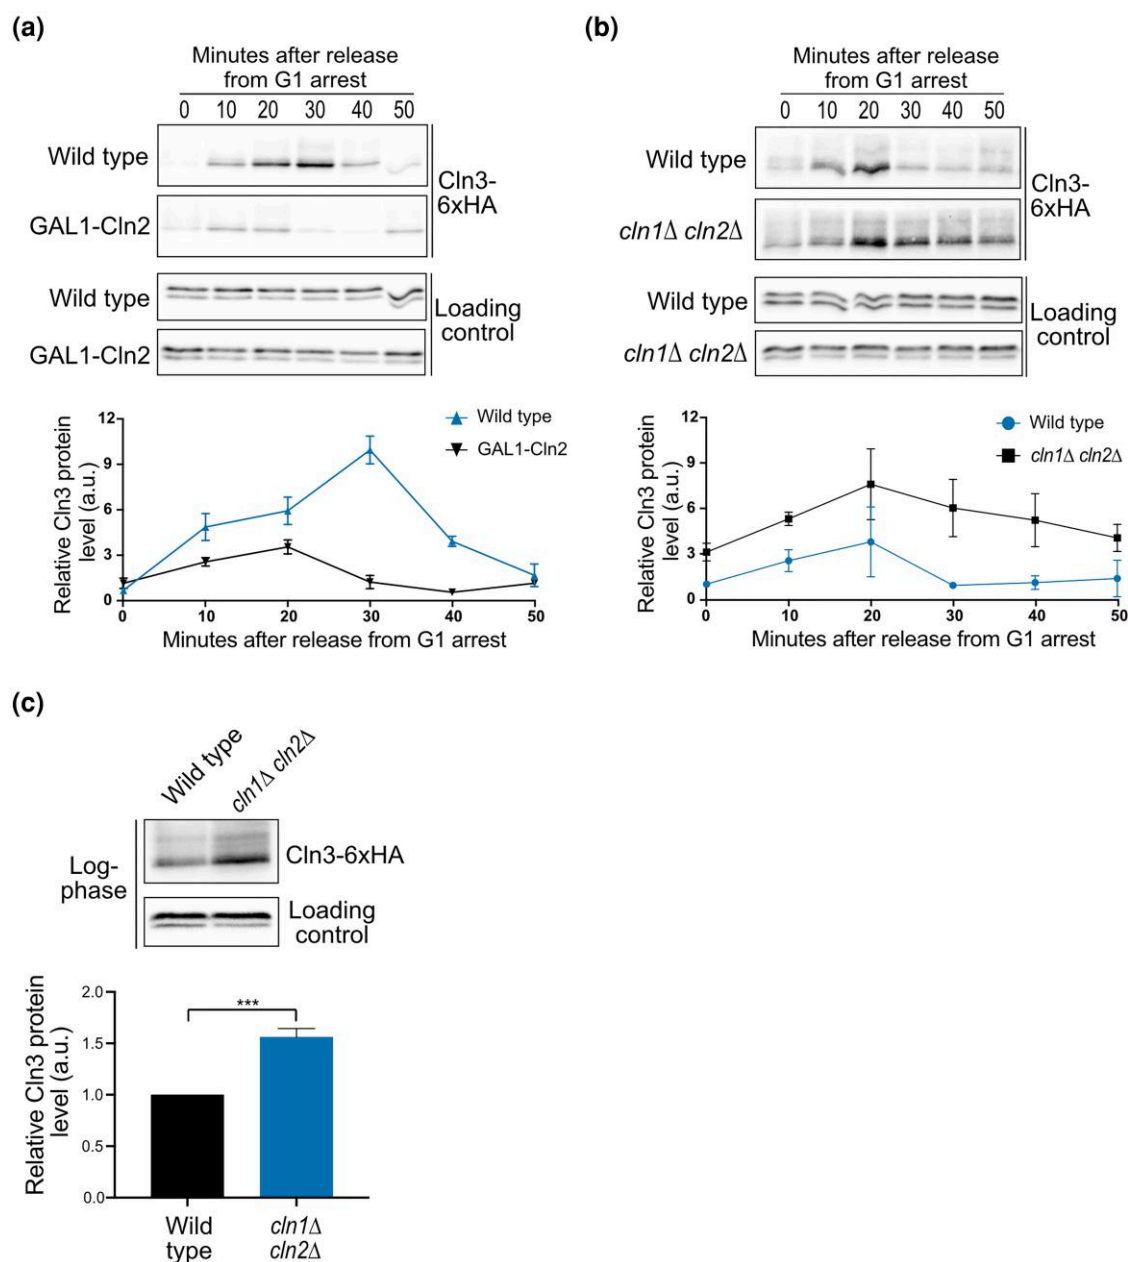 (a)
Minutes after release
from G1 arrest
0 10 20 30 40 50
Wild type
GAL1-Cln2
Cln3-
6xHA
Wild type
GAL1-Cln2
Loading
control
12
9
6
3
0
Relative Cln3 protein
level (a.u.)
Wild type
GAL1-Cln2
0 10 20 30 40 50
Minutes after release from G1 arrest
(b)
Minutes after release
from G1 arrest
0 10 20 30 40 50
Wild type
cln1Δ cln2Δ
Cln3-
6xHA
Wild type
cln1Δ cln2Δ
Loading
control
12
9
6
3
0
Relative Cln3 protein
level (a.u.)
Wild type
cln1Δ cln2Δ
0 10 20 30 40 50
Minutes after release from G1 arrest
(c)
Wild type
cln1Δ cln2Δ
Log-
phase
Cln3-6xHA
Loading
control
2.0
1.5
1.0
0.5
0.0
Relative Cln3 protein
level (a.u.)
***
Wild
type
cln1Δ
cln2Δ